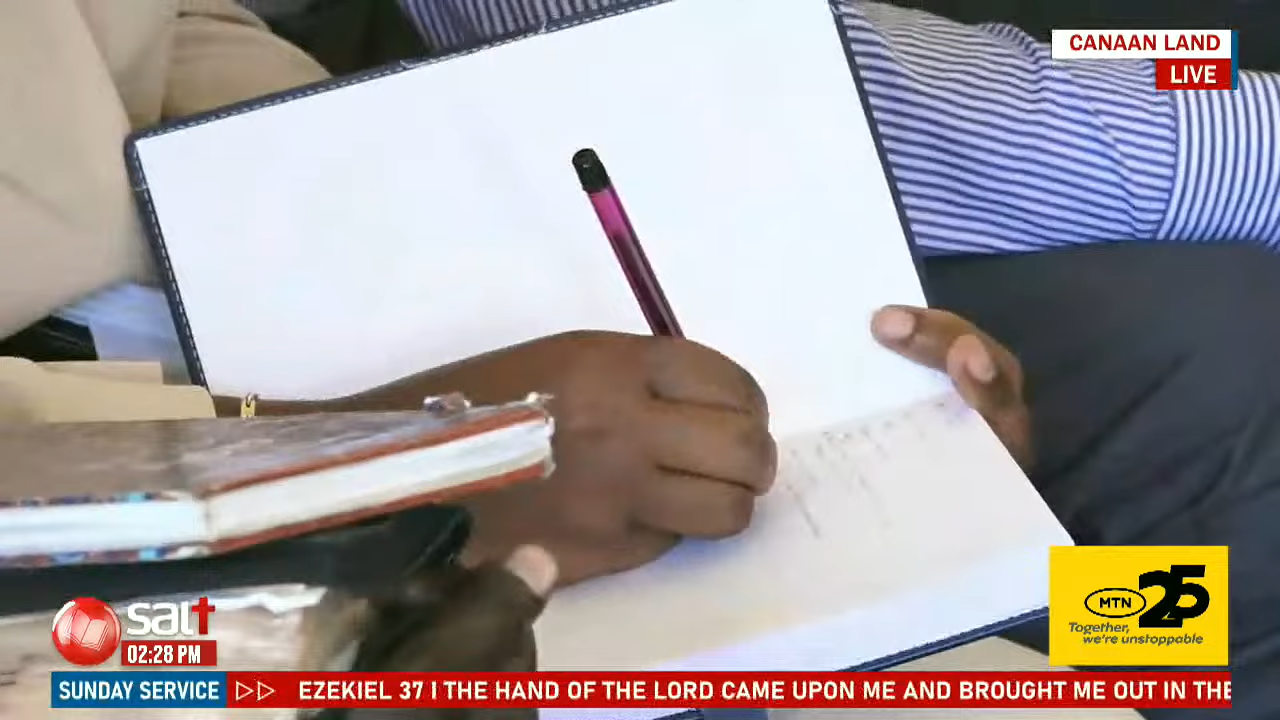 CANAAN LAND
LIVE
MTN 25
Together,
we're unstoppable
salt
02:28 PM
SUNDAY SERVICE
EZEKIEL 37 I THE HAND OF THE LORD CAME UPON ME AND BROUGHT ME OUT IN THE